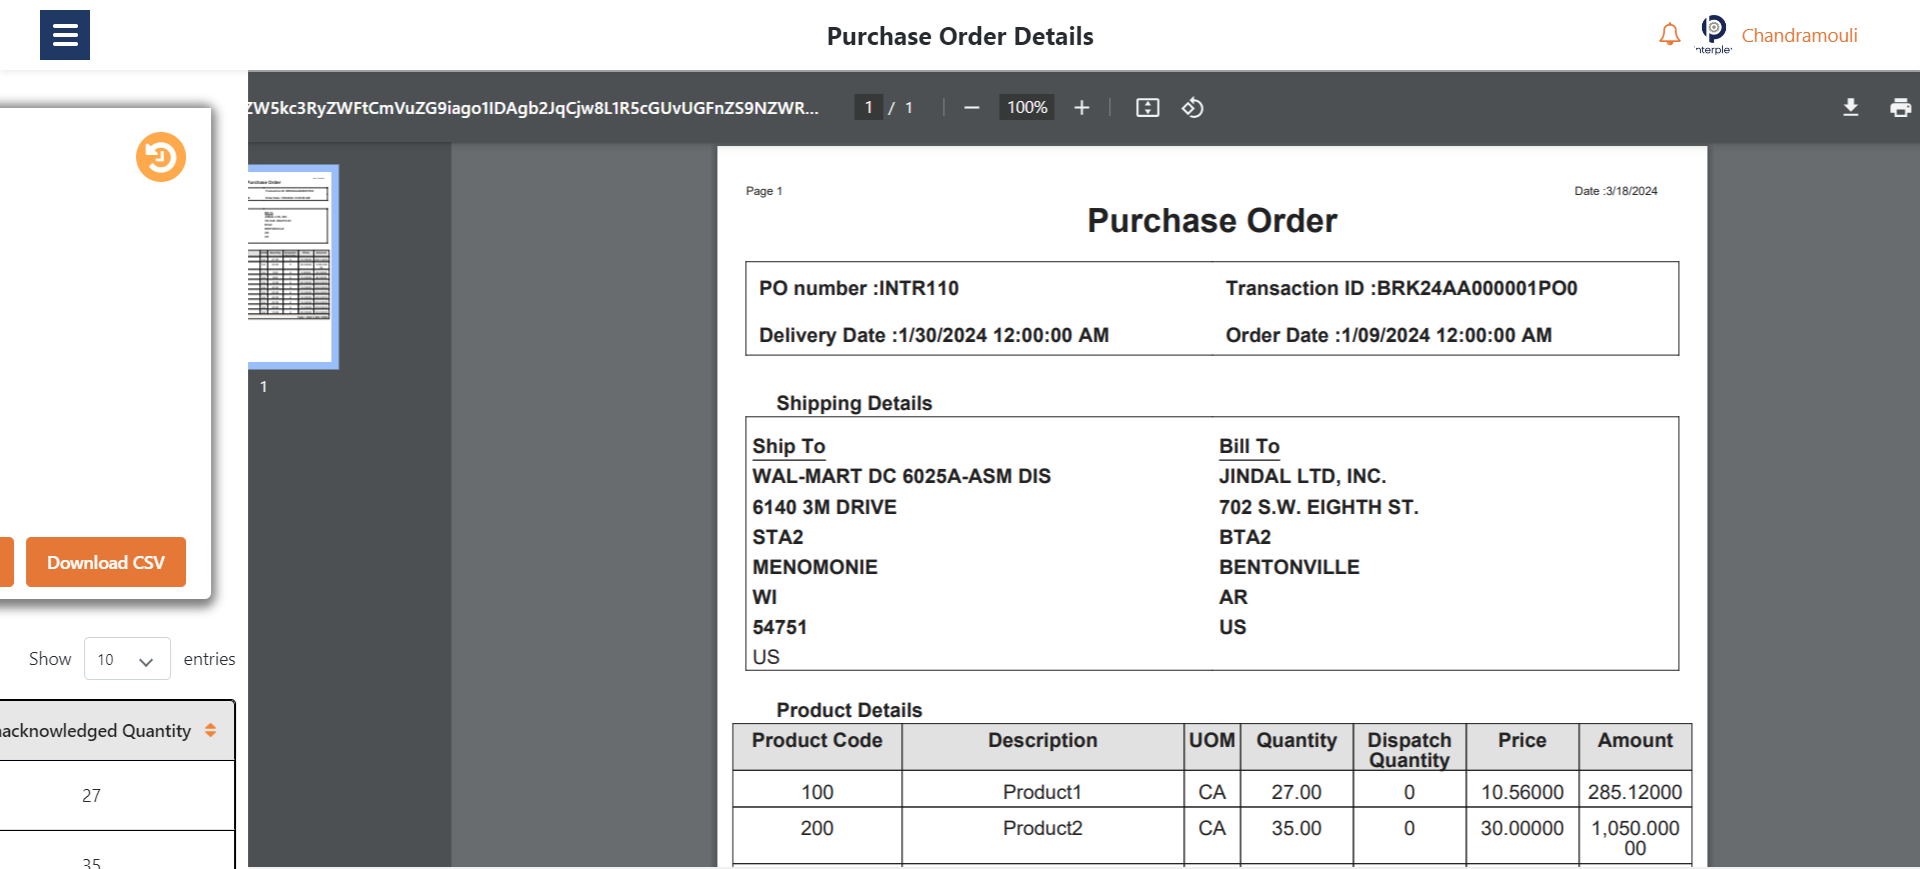 Purchase Order Details
Chandramouli
ZW5kc3RyZWFtCmVuZG9iago1IDAgb2JqCjw8L1R5cGUvUGFnZS9NZWR...
1 / 1
100%
Download CSV
Show 10 entries
nacknowledged Quantity
27
35
1
Page 1
Date :3/18/2024
Purchase Order
PO number :INTR110
Transaction ID :BRK24AA000001PO0
Delivery Date :1/30/2024 12:00:00 AM
Order Date :1/09/2024 12:00:00 AM
Shipping Details
Ship To
WAL-MART DC 6025A-ASM DIS
6140 3M DRIVE
STA2
MENOMONIE
WI
54751
US
Bill To
JINDAL LTD, INC.
702 S.W. EIGHTH ST.
BTA2
BENTONVILLE
AR
US
Product Details
Product Code Description UOM Quantity Dispatch Quantity Price Amount
100 Product1 CA 27.00 0 10.56000 285.12000
200 Product2 CA 35.00 0 30.00000 1,050.00000